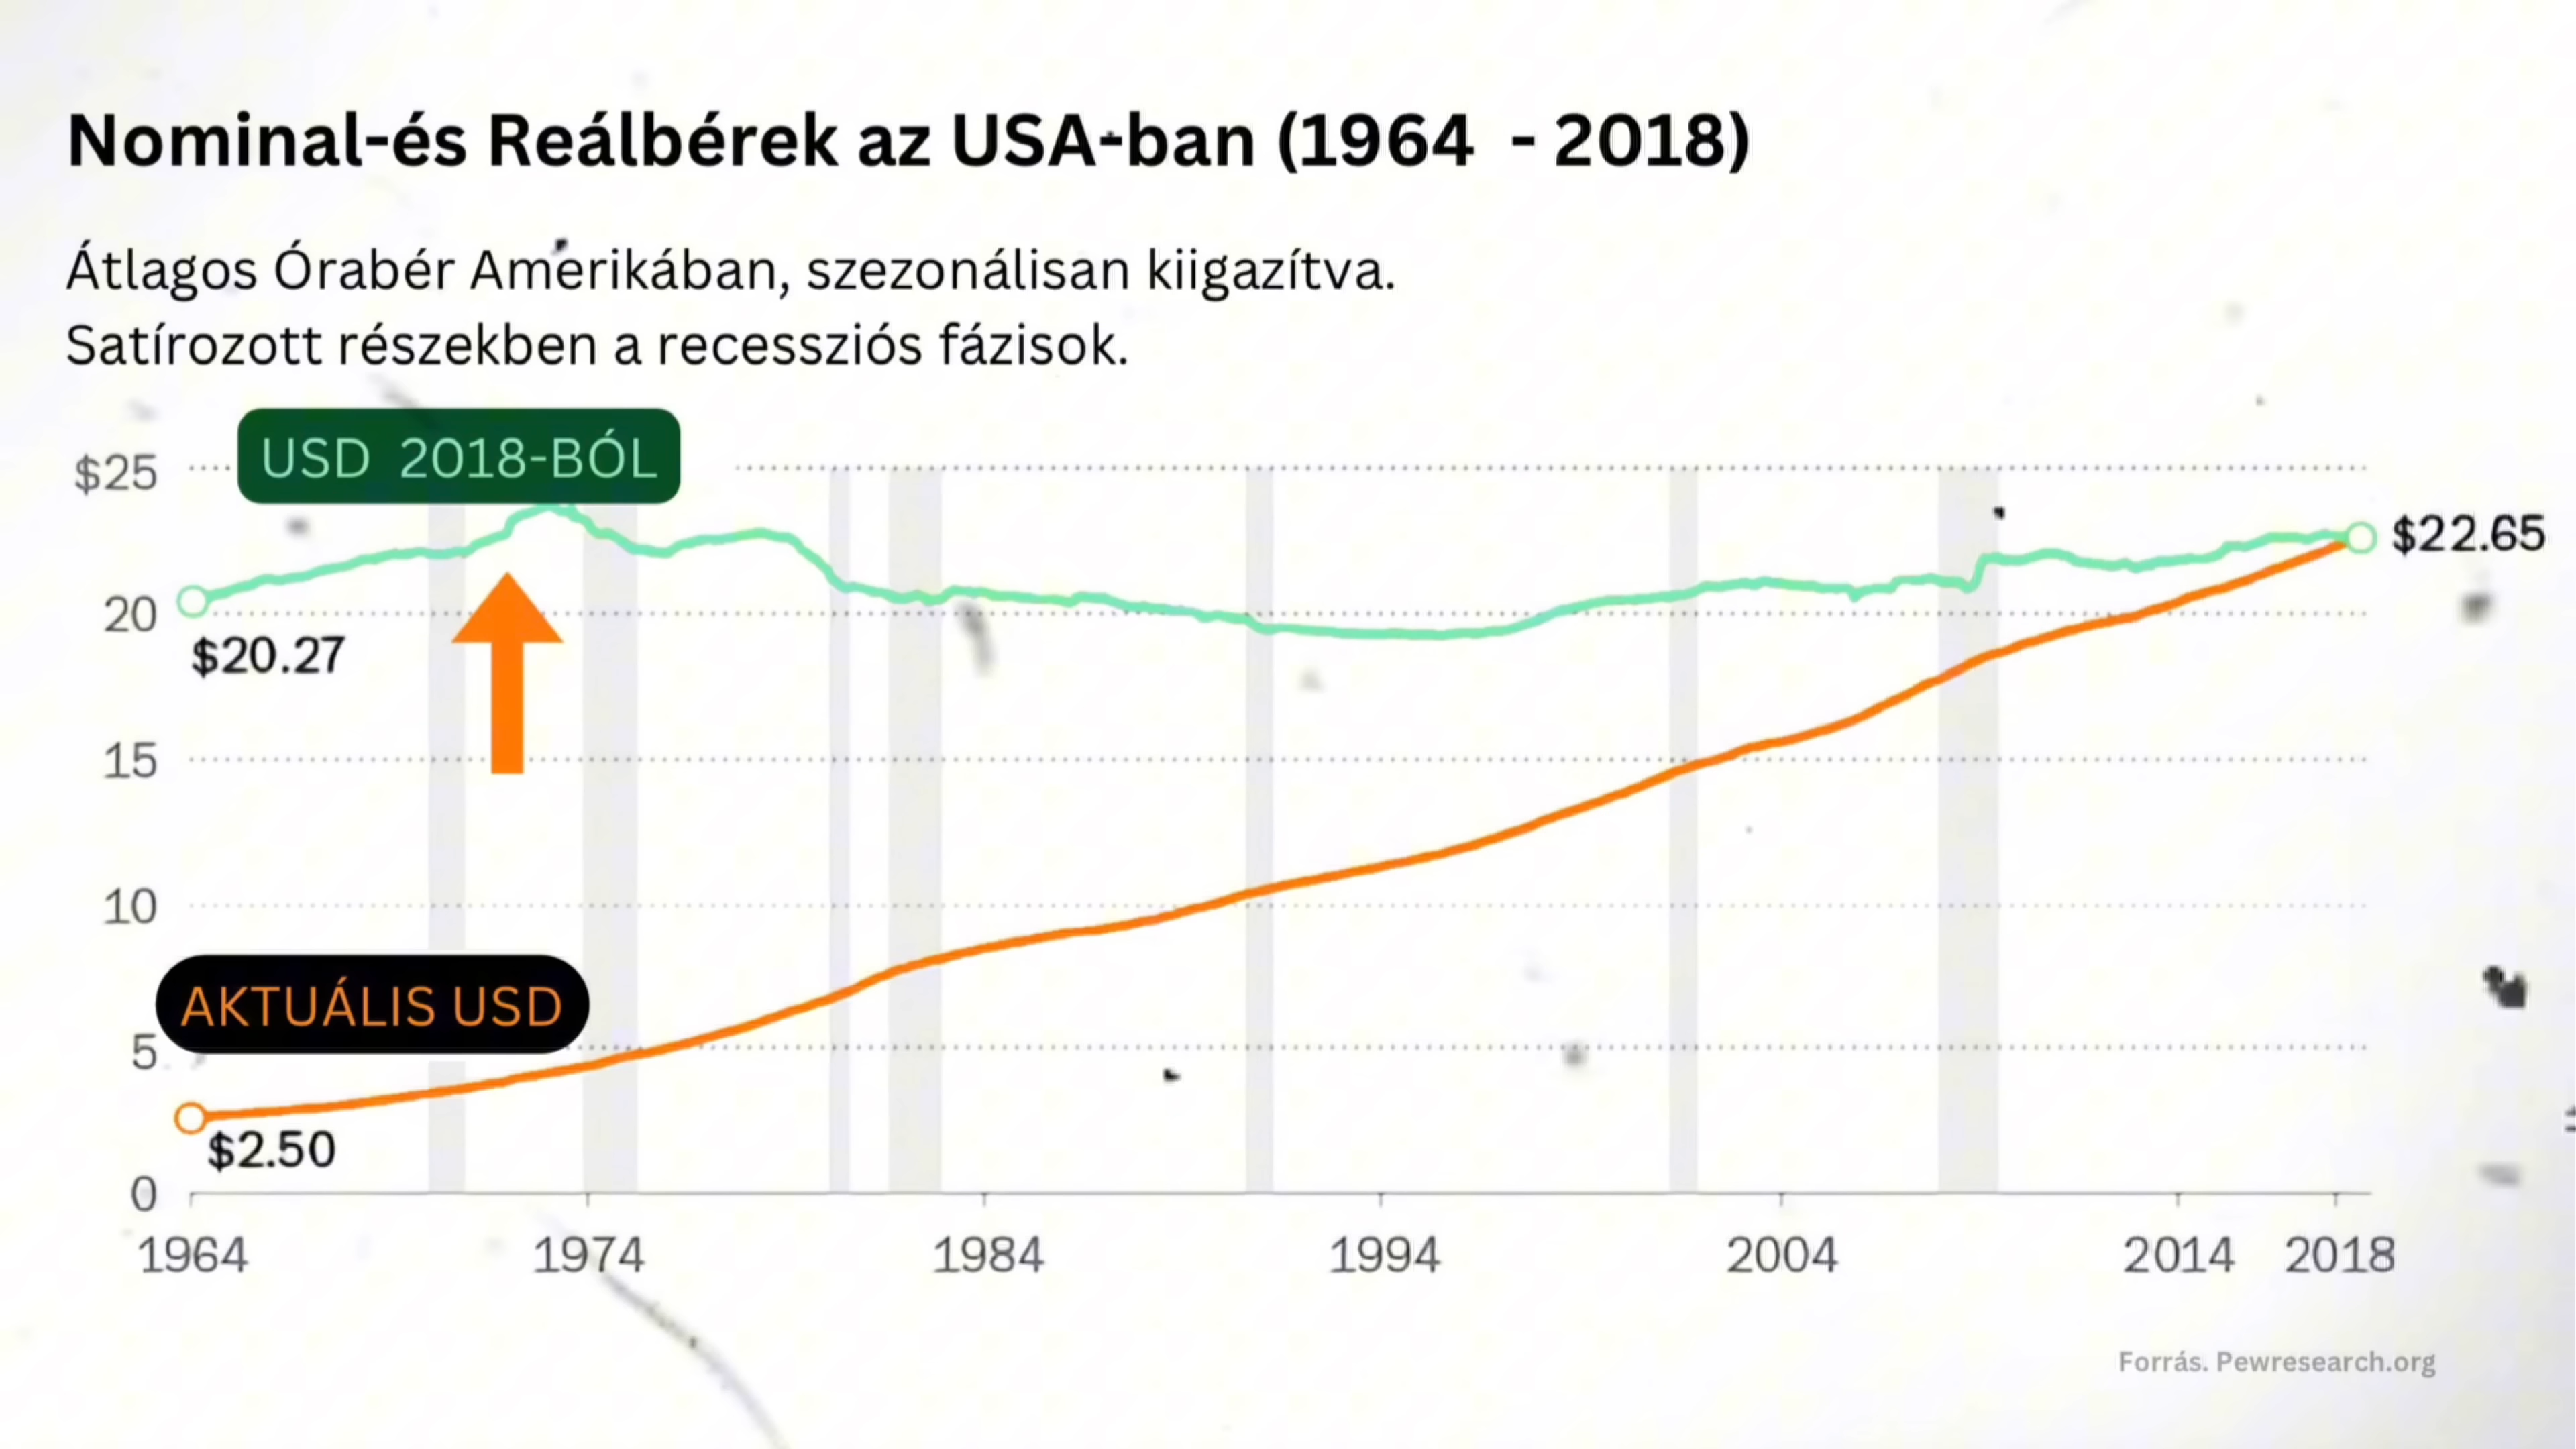 Nominal-és Reálbérek az USA-ban (1964 - 2018)
Átlagos Órabér Amerikában, szezonálisan kiigazítva.
Satírozott részekben a recessziós fázisok.
USD 2018-BÓL
$25
$22.65
20
$20.27
15
10
AKTUÁLIS USD
5
$2.50
0
1964 1974 1984 1994 2004 2014 2018
Forrás. Pewresearch.org